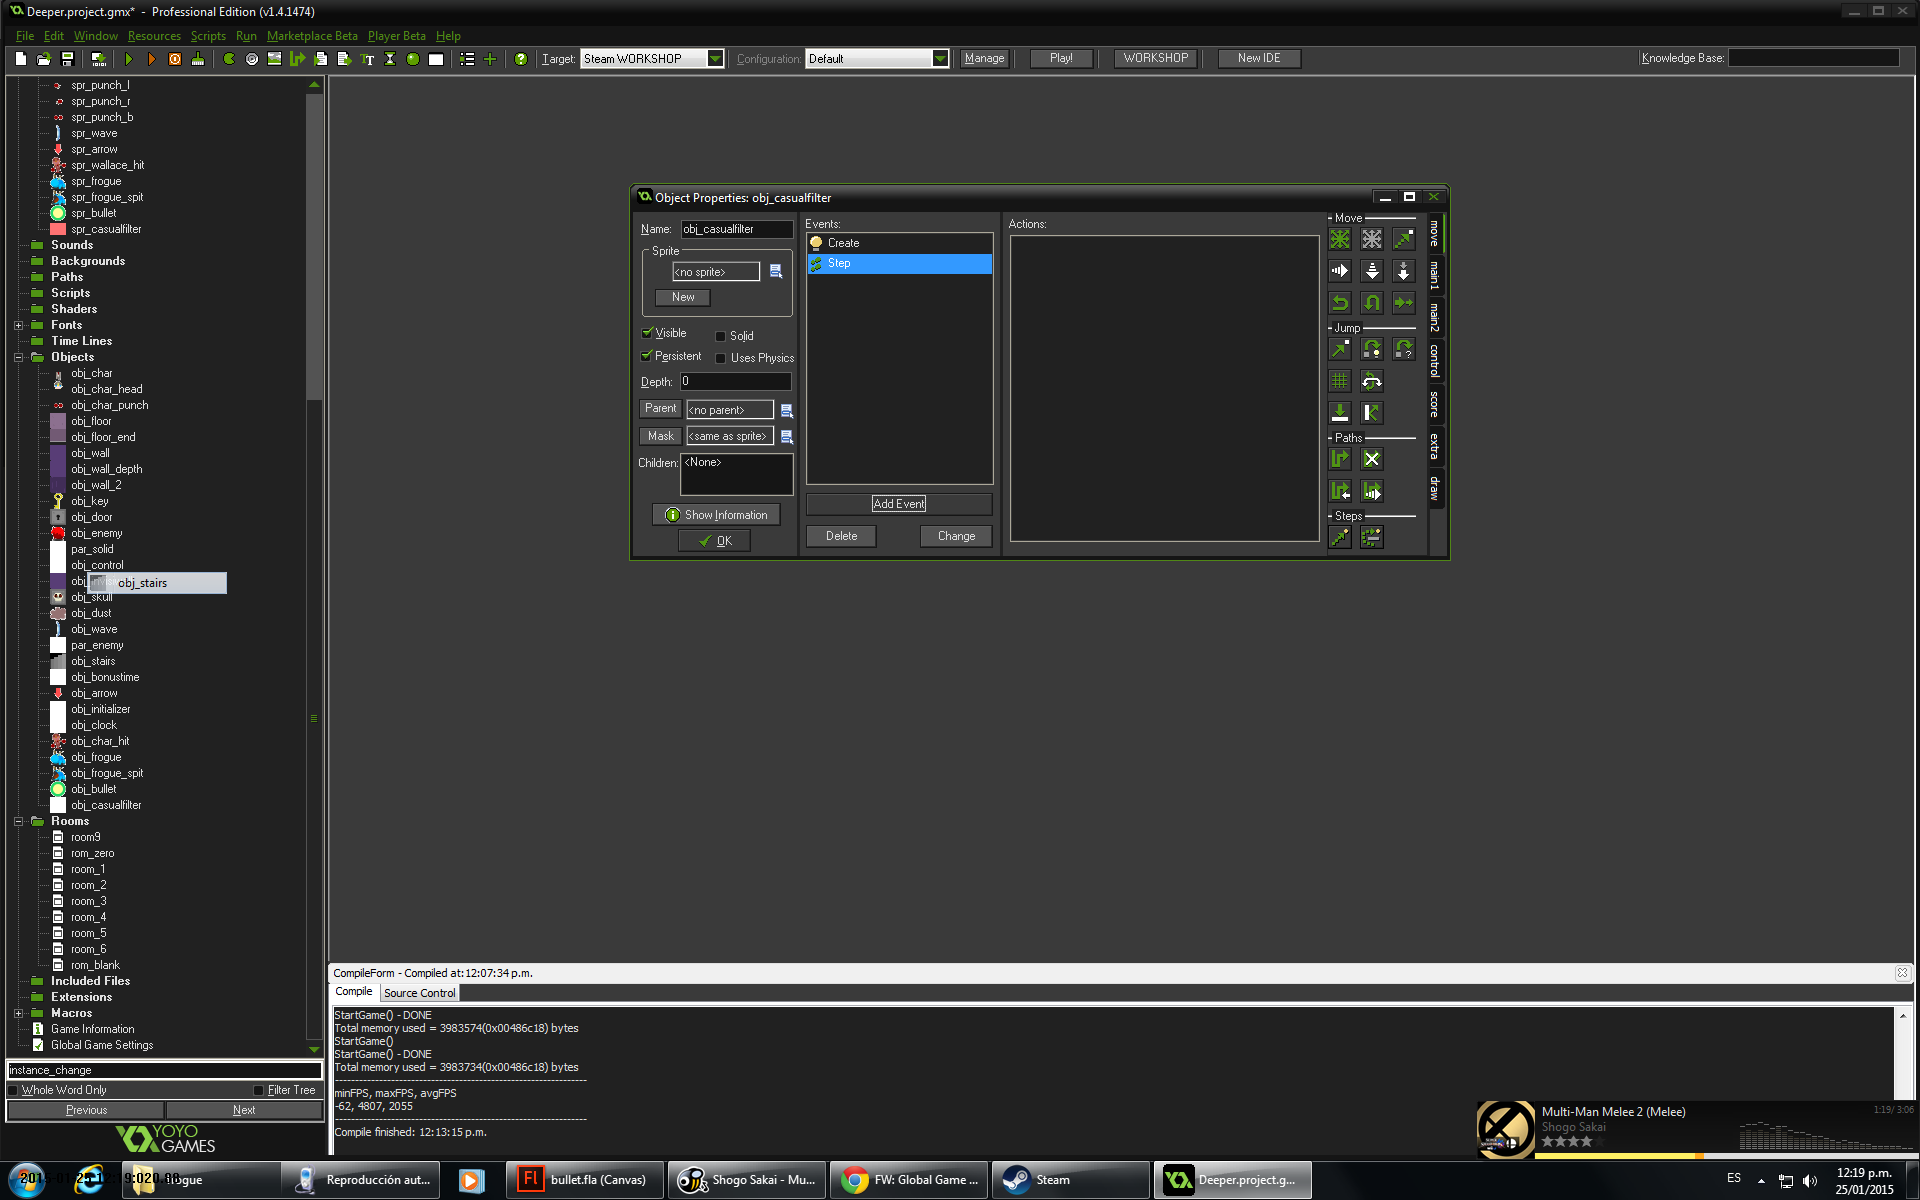 Deeper.project.gmx* - Professional Edition (v1.4.1474)
File Edit Window Resources Scripts Run Marketplace Beta Player Beta Help
Target: Steam WORKSHOP Configuration: Default Manage Play! WORKSHOP New IDE Knowledge Base:
spr_punch_l
spr_punch_r
spr_punch_b
spr_wave
spr_arrow
spr_wallace_hit
spr_frogue
spr_frogue_spit
spr_bullet
spr_casualfilter
Sounds
Backgrounds
Paths
Scripts
Shaders
Fonts
Time Lines
Objects
obj_char
obj_char_head
obj_char_punch
obj_floor
obj_floor_end
obj_wall
obj_wall_depth
obj_wall_2
obj_key
obj_door
obj_enemy
par_solid
obj_control
obj_stairs
obj_skull
obj_dust
obj_wave
par_enemy
obj_stairs
obj_bonustime
obj_arrow
obj_initializer
obj_clock
obj_char_hit
obj_frogue
obj_frogue_spit
obj_bullet
obj_casualfilter
Rooms
room9
rom_zero
room_1
room_2
room_3
room_4
room_5
room_6
rom_blank
Included Files
Extensions
Macros
Game Information
Global Game Settings
instance_change
Whole Word Only Filter Tree
Previous Next
YOYO
GAMES
Object Properties: obj_casualfilter
Name: obj_casualfilter
Sprite
<no sprite>
New
Visible Solid
Persistent Uses Physics
Depth: 0
Parent <no parent>
Mask <same as sprite>
Children: <None>
Show Information
OK
Events:
Create
Step
Add Event
Delete Change
Actions:
Move
Jump
Paths
Steps
move
main1
main2
control
score
extra
draw
CompileForm - Compiled at: 12:07:34 p.m.
Compile Source Control
StartGame() - DONE
Total memory used = 3983574(0x00486c18) bytes
StartGame()
StartGame() - DONE
Total memory used = 3983734(0x00486c18) bytes
minFPS, maxFPS, avgFPS
-62, 4807, 2055
Compile finished: 12:13:15 p.m.
Multi-Man Melee 2 (Melee) 1:19/ 3:06
Shogo Sakai
Reproducción aut...
Fl bullet.fla (Canvas)
Shogo Sakai - Mu...
FW: Global Game ...
Steam
Deeper.project.g...
ES
12:19 p.m.
25/01/2015